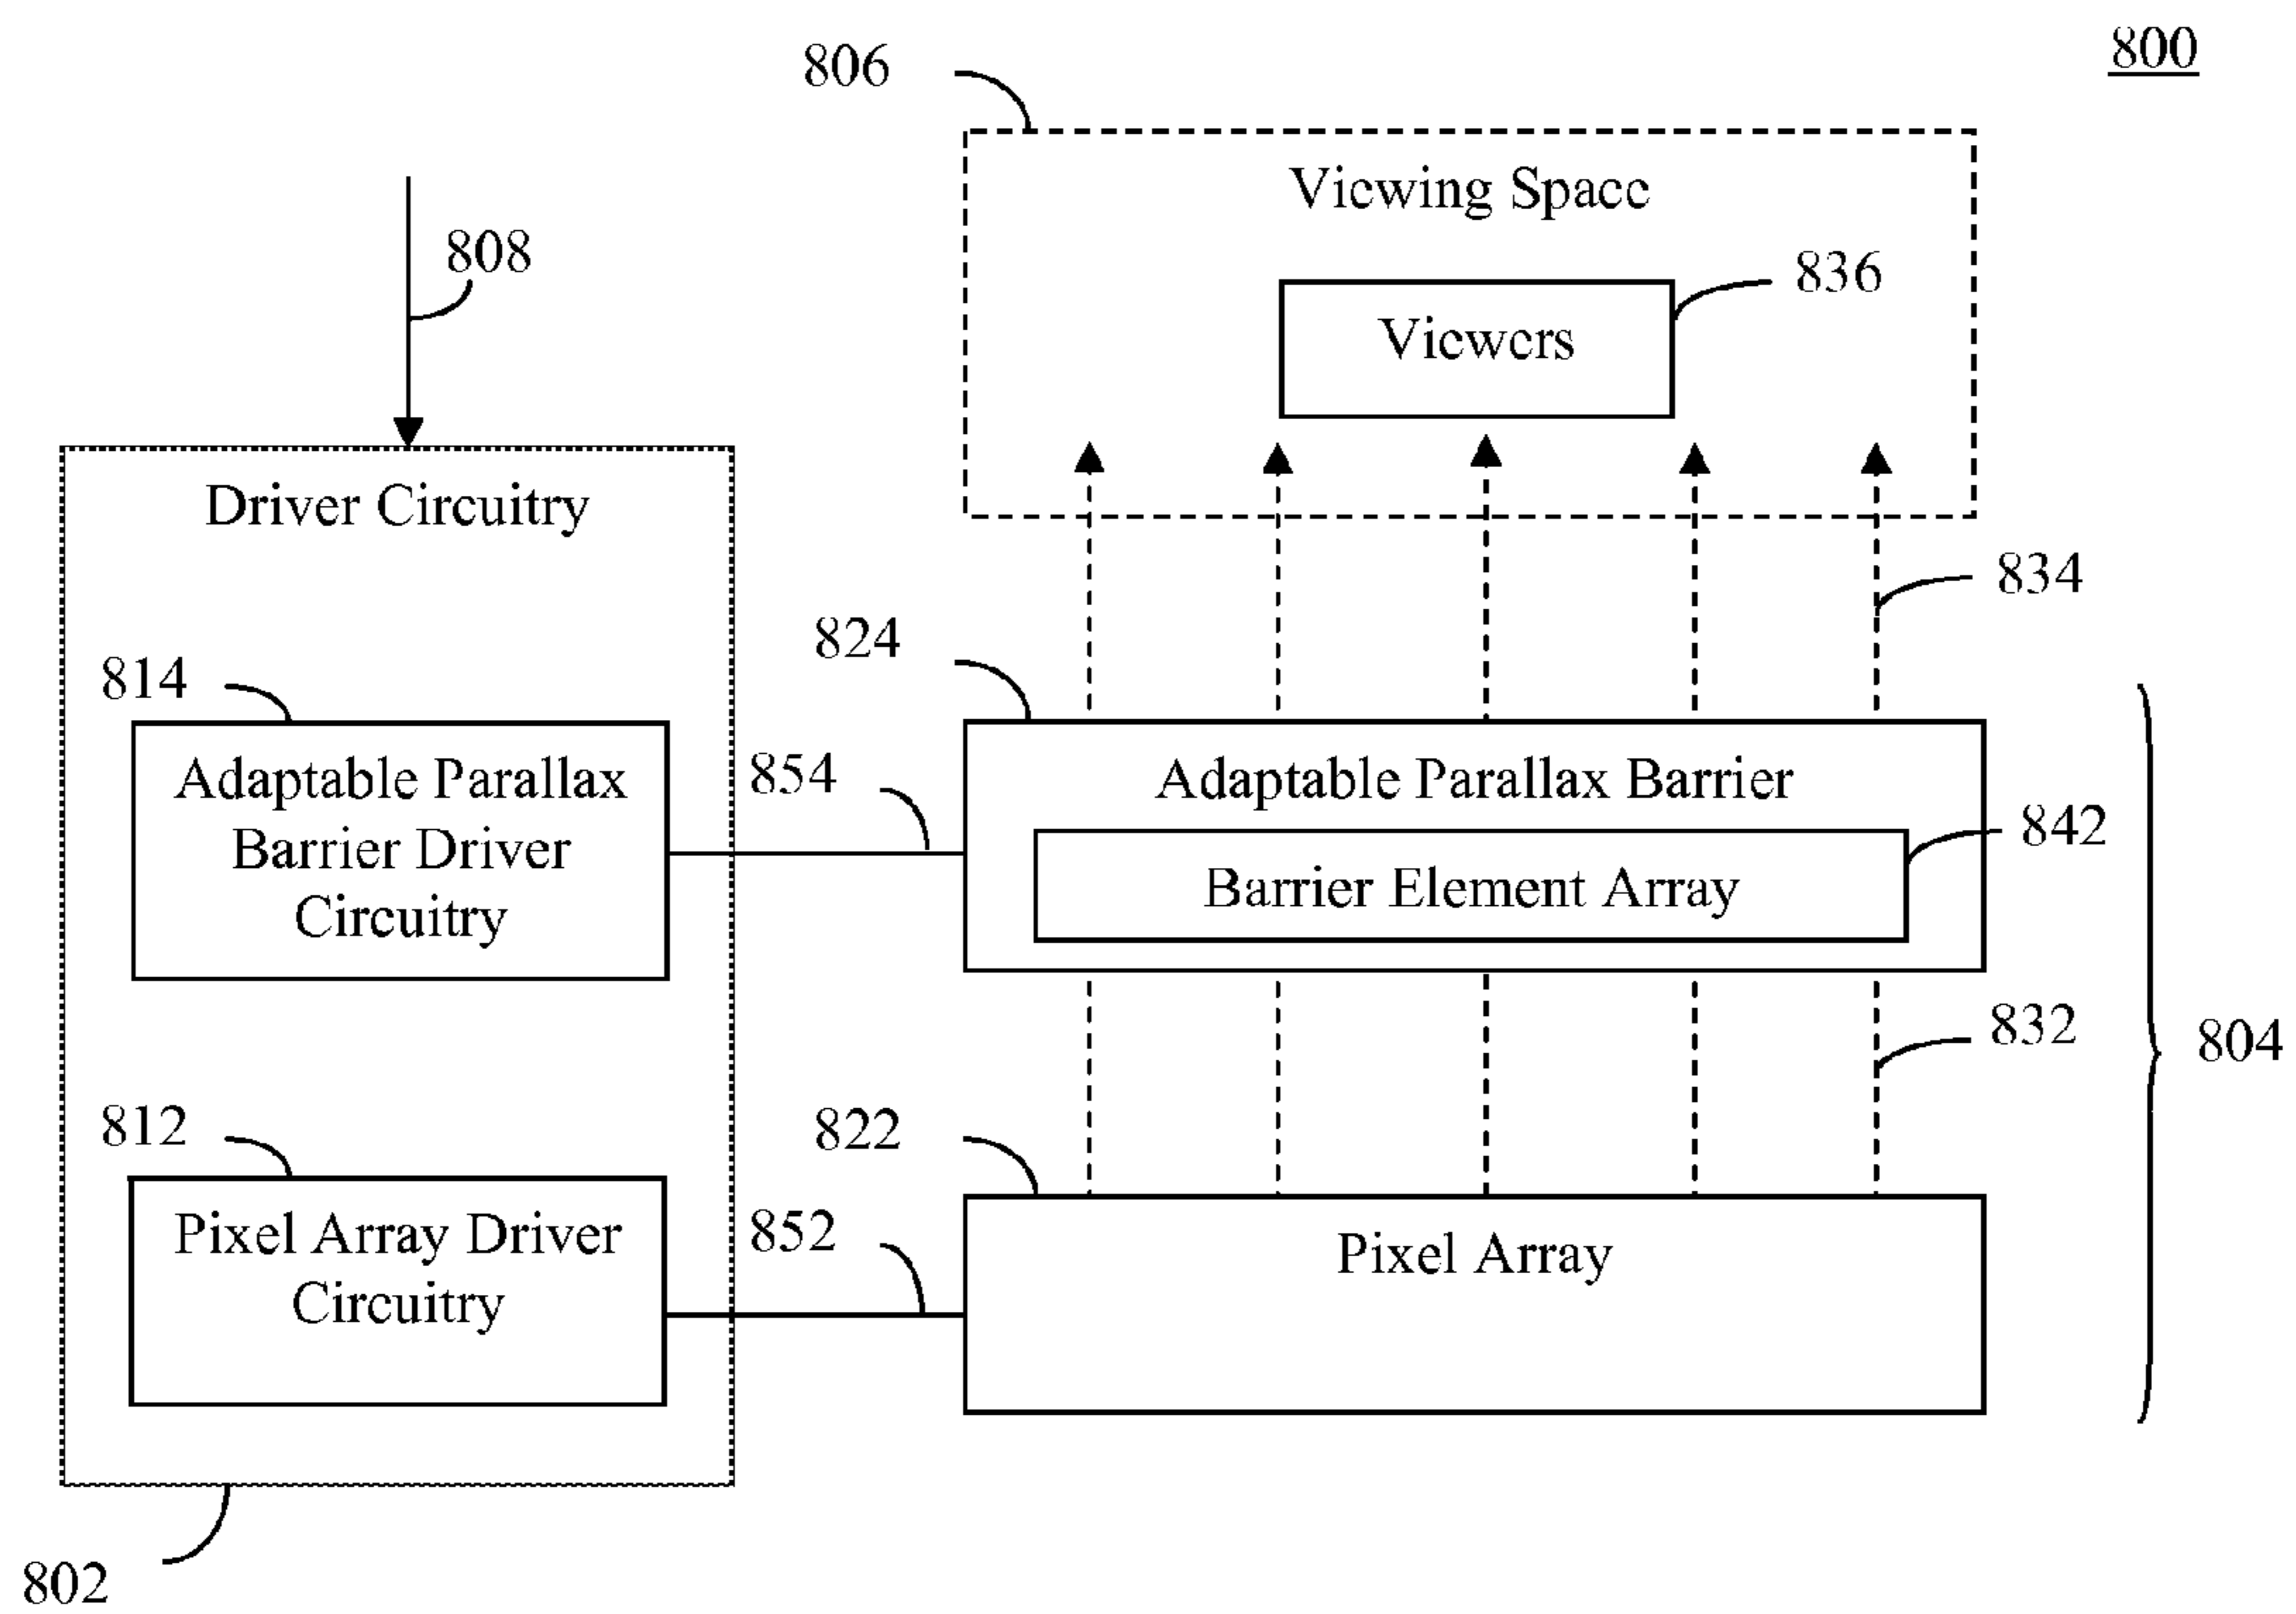 800
806
Viewing Space
808
836
Viewers
Driver Circuitry
834
824
814
Adaptable Parallax
Barrier Driver
Circuitry
854
Adaptable Parallax Barrier
842
Barrier Element Array
832
804
812
822
Pixel Array Driver
Circuitry
852
Pixel Array
802